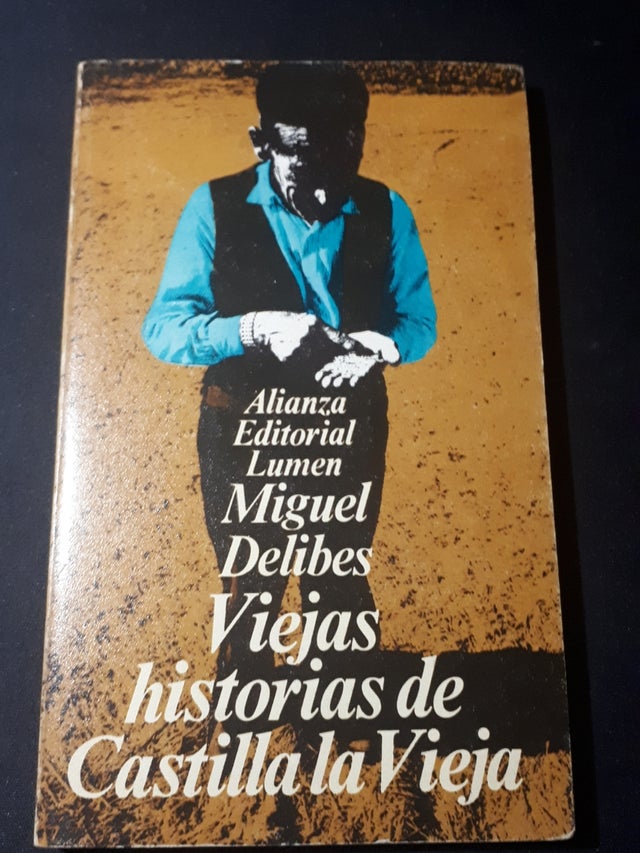 Alianza
Editorial
Lumen
Miguel
Delibes
Viejas
historias de
Castilla la Vieja